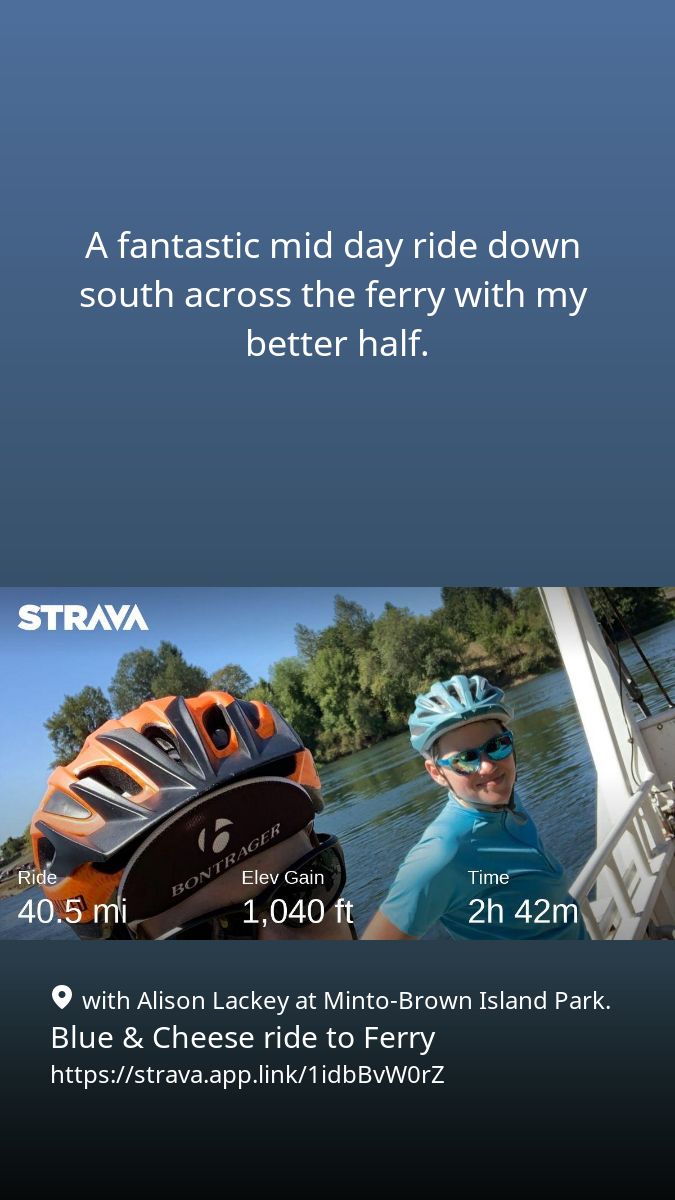 A fantastic mid day ride down
south across the ferry with my
better half.
STRAVA
BONTRAGER
Ride
Elev Gain
Time
40.5 mi
1,040 ft
2h 42m
with Alison Lackey at Minto-Brown Island Park.
Blue & Cheese ride to Ferry
https://strava.app.link/1idbBvW0rZ